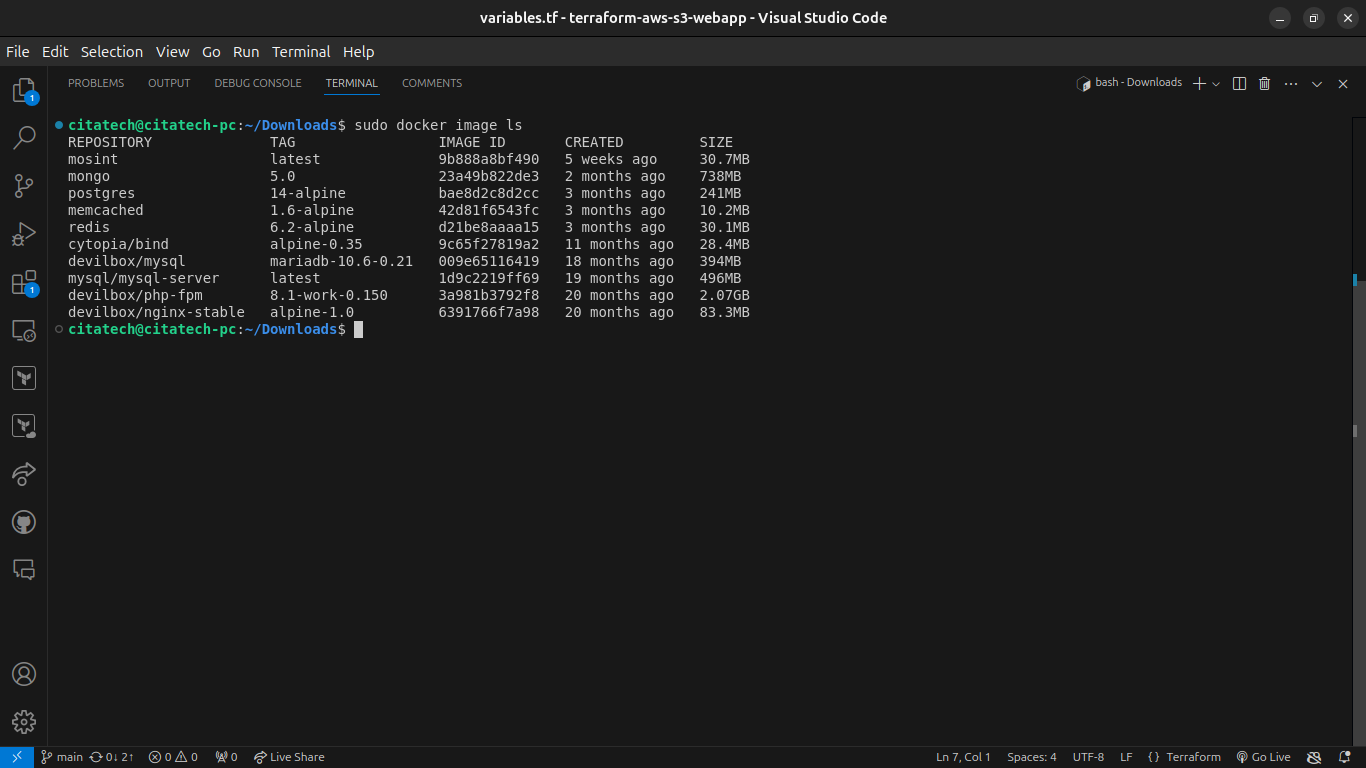 variables.tf - terraform-aws-s3-webapp - Visual Studio Code
File Edit Selection View Go Run Terminal Help
PROBLEMS OUTPUT DEBUG CONSOLE TERMINAL COMMENTS bash - Downloads
1
citatech@citatech-pc:~/Downloads$ sudo docker image ls
REPOSITORY TAG IMAGE ID CREATED SIZE
mosint latest 9b888a8bf490 5 weeks ago 30.7MB
mongo 5.0 23a49b822de3 2 months ago 738MB
postgres 14-alpine bae8d2c8d2cc 3 months ago 241MB
memcached 1.6-alpine 42d81f6543fc 3 months ago 10.2MB
redis 6.2-alpine d21be8aaaa15 3 months ago 30.1MB
cytopia/bind alpine-0.35 9c65f27819a2 11 months ago 28.4MB
devilbox/mysql mariadb-10.6-0.21 009e65116419 18 months ago 394MB
mysql/mysql-server latest 1d9c2219ff69 19 months ago 496MB
1
devilbox/php-fpm 8.1-work-0.150 3a981b3792f8 20 months ago 2.07GB
devilbox/nginx-stable alpine-1.0 6391766f7a98 20 months ago 83.3MB
citatech@citatech-pc:~/Downloads$
main 0↓ 2↑ 0 0 0 Live Share Ln 7, Col 1 Spaces: 4 UTF-8 LF {} Terraform Go Live